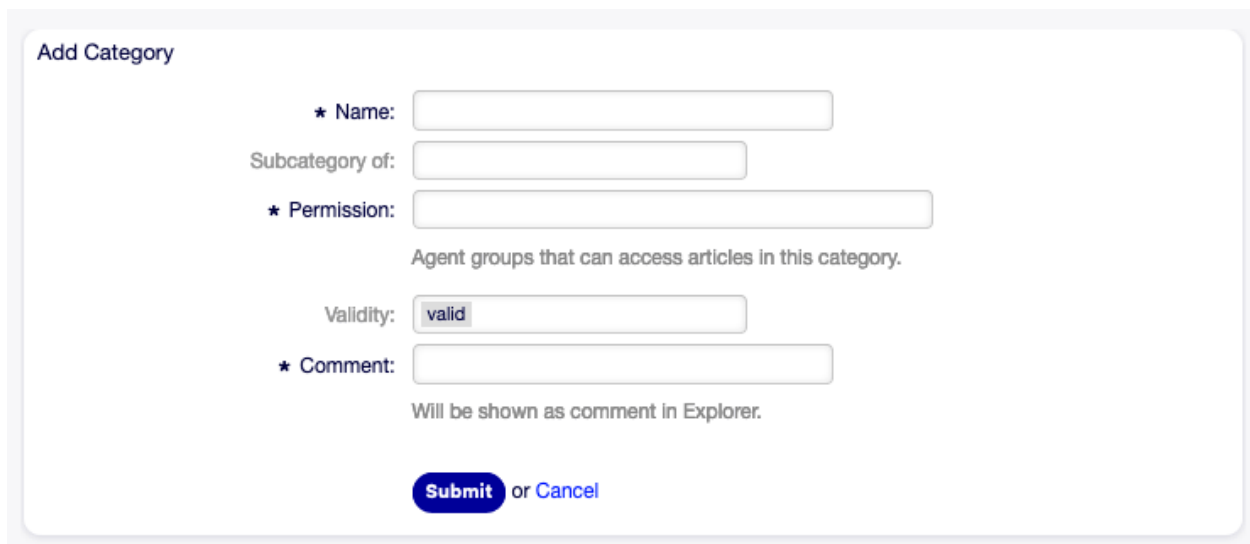 Add Category
★ Name:
Subcategory of:
★ Permission:
Agent groups that can access articles in this category.
Validity: valid
★ Comment:
Will be shown as comment in Explorer.
Submit or Cancel